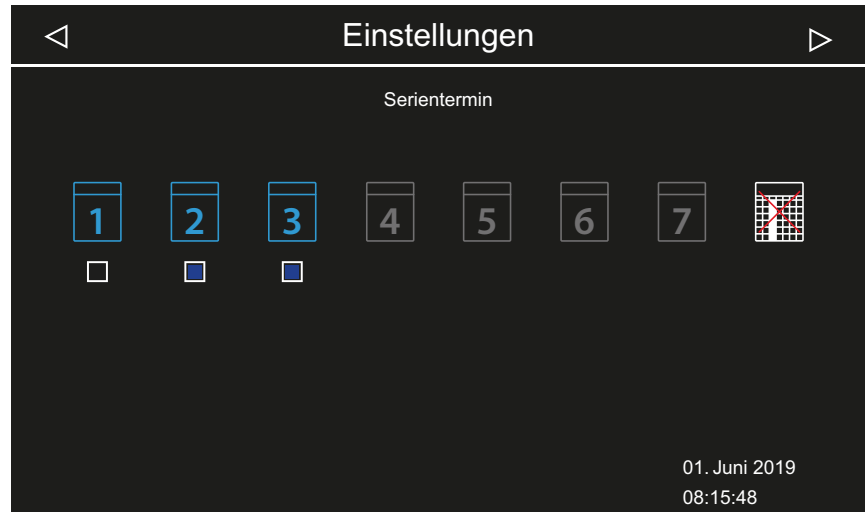 Einstellungen
Serientermin
1 2 3 4 5 6 7
01. Juni 2019
08:15:48